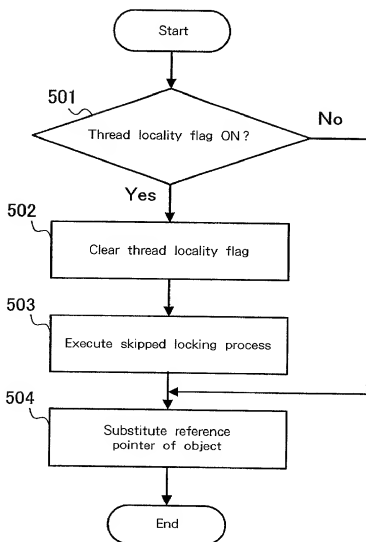 Start
501
Thread locality flag ON?
No
Yes
502
Clear thread locality flag
503
Execute skipped locking process
504
Substitute reference
pointer of object
End